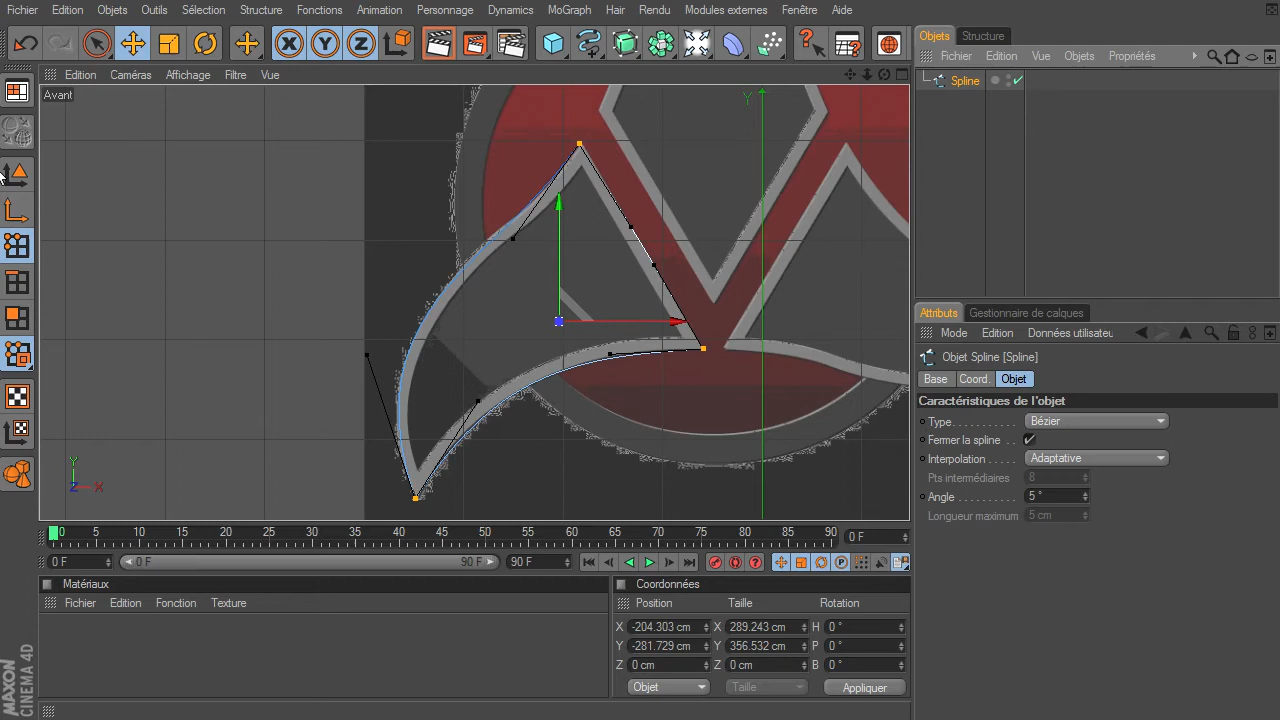 Fichier Edition Objets Outils Sélection Structure Fonctions Animation Personnage Dynamics MoGraph Hair Rendu Modules externes Fenêtre Aide
Objets Structure
Fichier Edition Vue Objets Propriétés
Spline
Edition Caméras Affichage Filtre Vue
Avant
Y
Y
Z X
Attributs Gestionnaire de calques
Mode Edition Données utilisateu
Objet Spline [Spline]
Base Coord. Objet
Caractéristiques de l'objet
Type Bézier
Fermer la spline
Interpolation Adaptative
Pts intermédiaires 8
Angle 5 °
Longueur maximum 5 cm
0 5 10 15 20 25 30 35 40 45 50 55 60 65 70 75 80 85 90 0 F
0 F 0 F 90 F 90 F
Matériaux
Fichier Edition Fonction Texture
Coordonnées
Position Taille Rotation
X -204.303 cm X 289.243 cm H 0 °
Y -281.729 cm Y 356.532 cm P 0 °
Z 0 cm Z 0 cm B 0 °
Objet Taille Appliquer
MAXON
CINEMA 4D